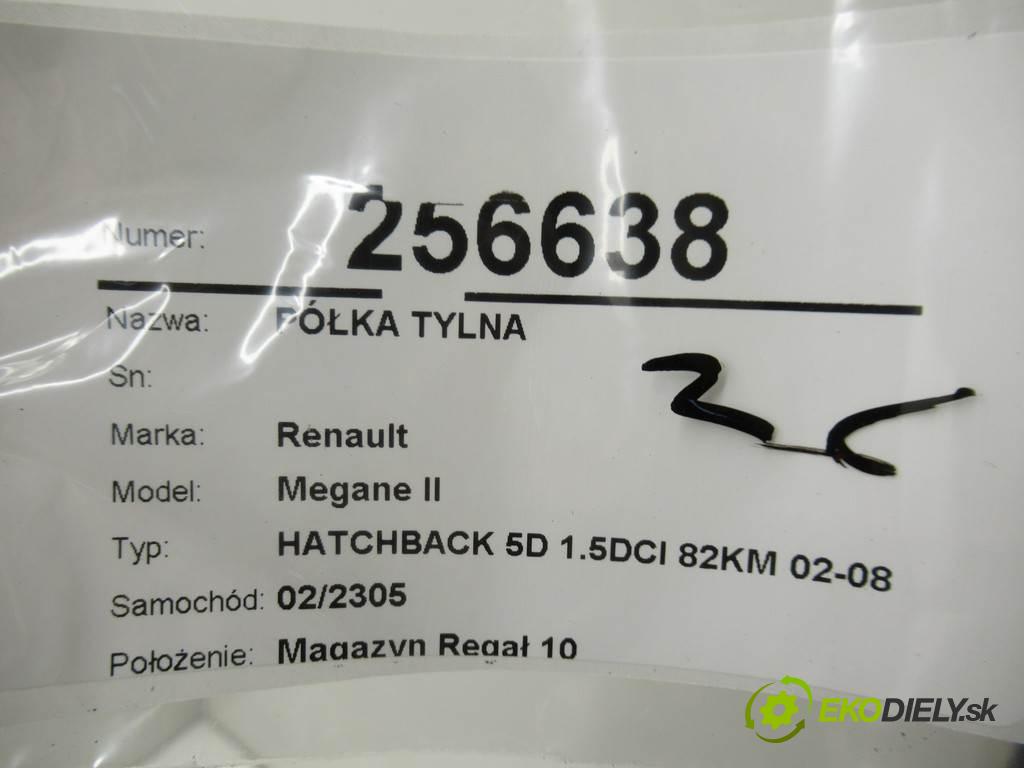 Numer: 256638
Nazwa: PÓŁKA TYLNA
Sn:
Marka: Renault
Model: Megane II
Typ: HATCHBACK 5D 1.5DCI 82KM 02-08
Samochód: 02/2305
Położenie: Magazyn Regał 10
EKODIELY.sk